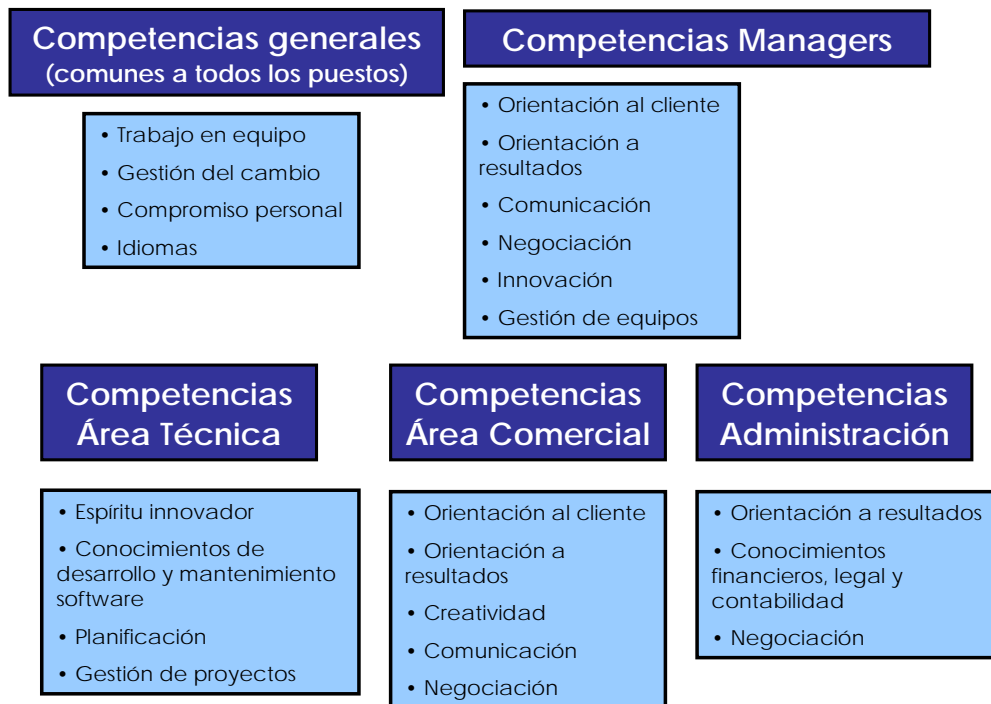 Competencias generales
(comunes a todos los puestos)
• Trabajo en equipo
• Gestión del cambio
• Compromiso personal
• Idiomas
Competencias Managers
• Orientación al cliente
• Orientación a
resultados
• Comunicación
• Negociación
• Innovación
• Gestión de equipos
Competencias
Área Técnica
• Espíritu innovador
• Conocimientos de
desarrollo y mantenimiento
software
• Planificación
• Gestión de proyectos
Competencias
Área Comercial
• Orientación al cliente
• Orientación a
resultados
• Creatividad
• Comunicación
• Negociación
Competencias
Administración
• Orientación a resultados
• Conocimientos
financieros, legal y
contabilidad
• Negociación